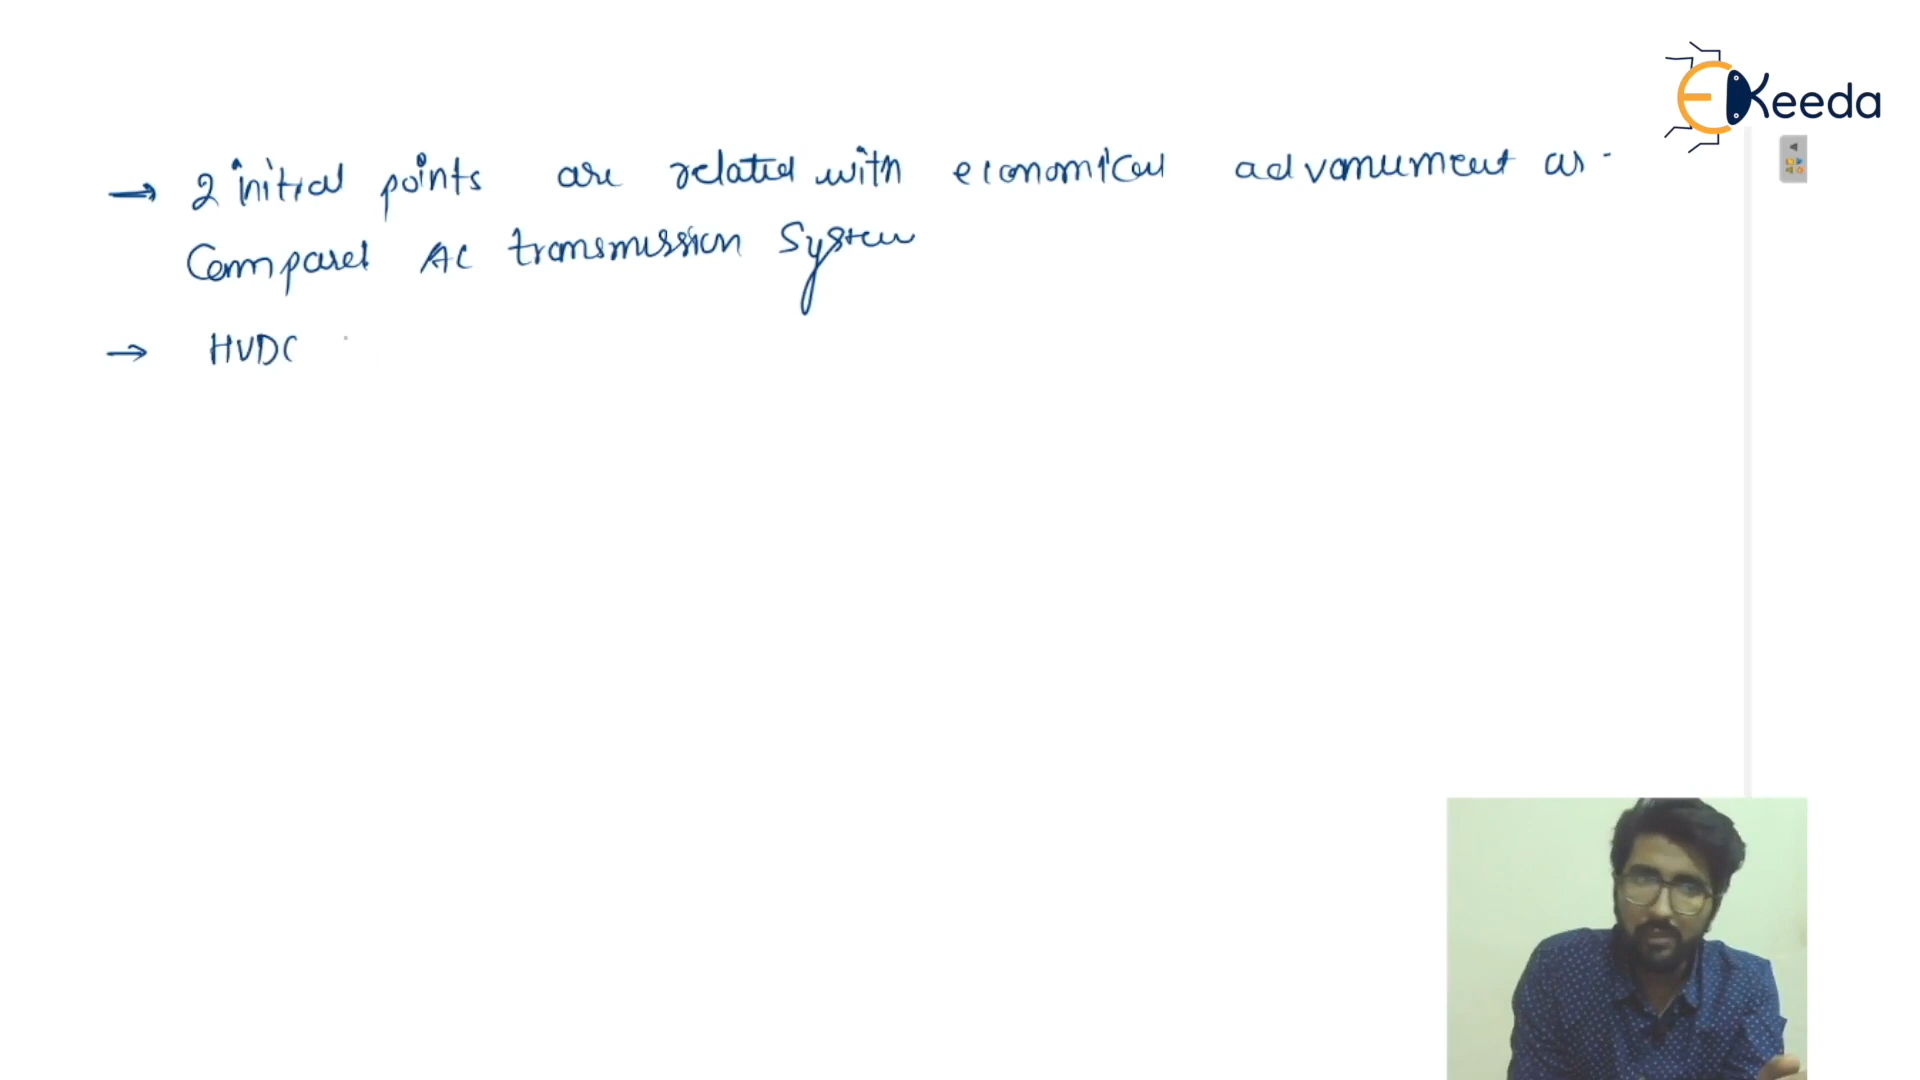 EKeeda
→ 2 initial points are related with economical advancement as
Compared AC transmission System
→ HVDC